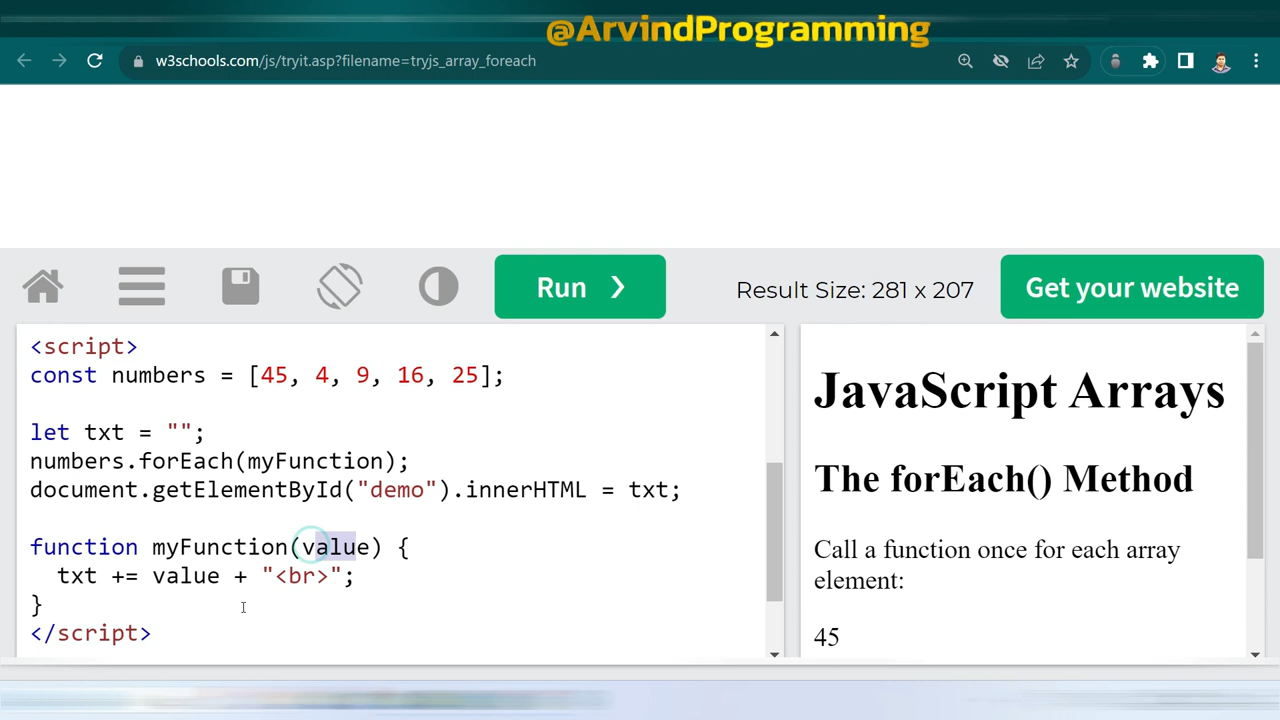 @ArvindProgramming
w3schools.com/js/tryit.asp?filename=tryjs_array_foreach
Run ❯
Result Size: 281 x 207
Get your website
<script>
const numbers = [45, 4, 9, 16, 25];
let txt = "";
numbers.forEach(myFunction);
document.getElementById("demo").innerHTML = txt;
function myFunction(value) {
  txt += value + "<br>";
}
</script>
JavaScript Arrays
The forEach() Method
Call a function once for each array
element:
45